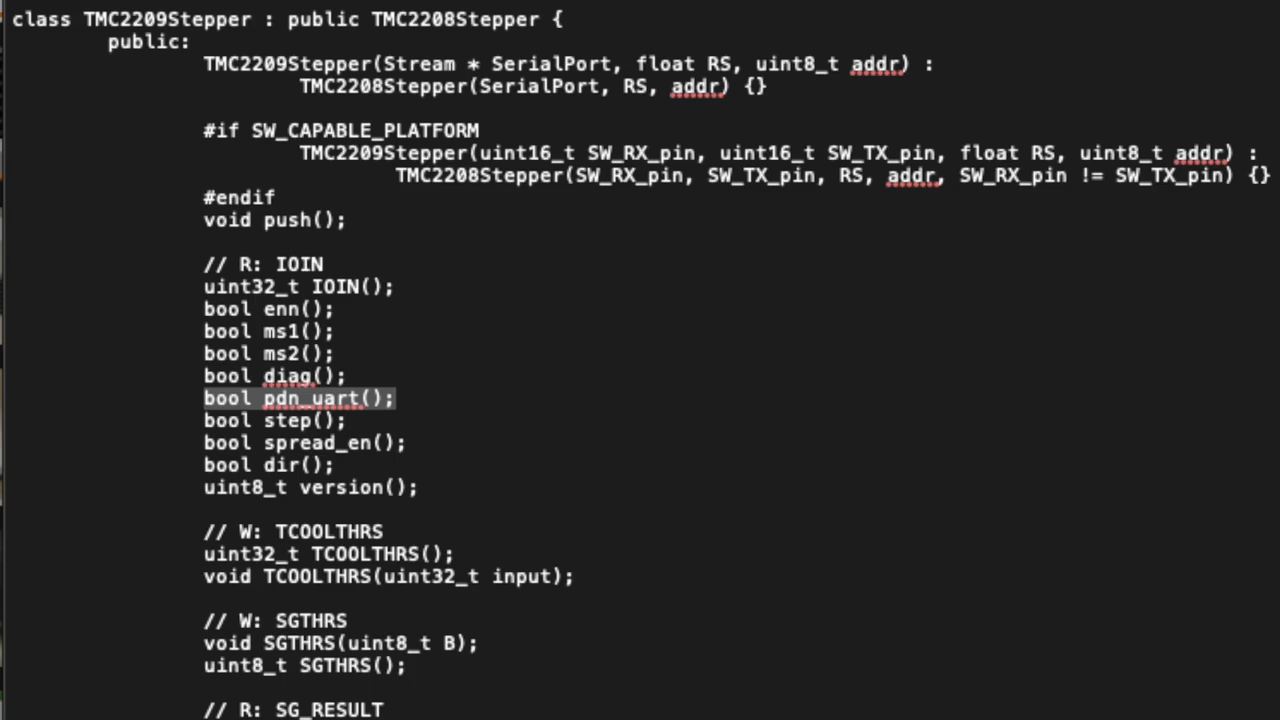 class TMC2209Stepper : public TMC2208Stepper {
public:
TMC2209Stepper(Stream * SerialPort, float RS, uint8_t addr) :
TMC2208Stepper(SerialPort, RS, addr) {}
#if SW_CAPABLE_PLATFORM
TMC2209Stepper(uint16_t SW_RX_pin, uint16_t SW_TX_pin, float RS, uint8_t addr) :
TMC2208Stepper(SW_RX_pin, SW_TX_pin, RS, addr, SW_RX_pin != SW_TX_pin) {}
#endif
void push();
// R: IOIN
uint32_t IOIN();
bool enn();
bool ms1();
bool ms2();
bool diag();
bool pdn_uart();
bool step();
bool spread_en();
bool dir();
uint8_t version();
// W: TCOOLTHRS
uint32_t TCOOLTHRS();
void TCOOLTHRS(uint32_t input);
// W: SGTHRS
void SGTHRS(uint8_t B);
uint8_t SGTHRS();
// R: SG_RESULT